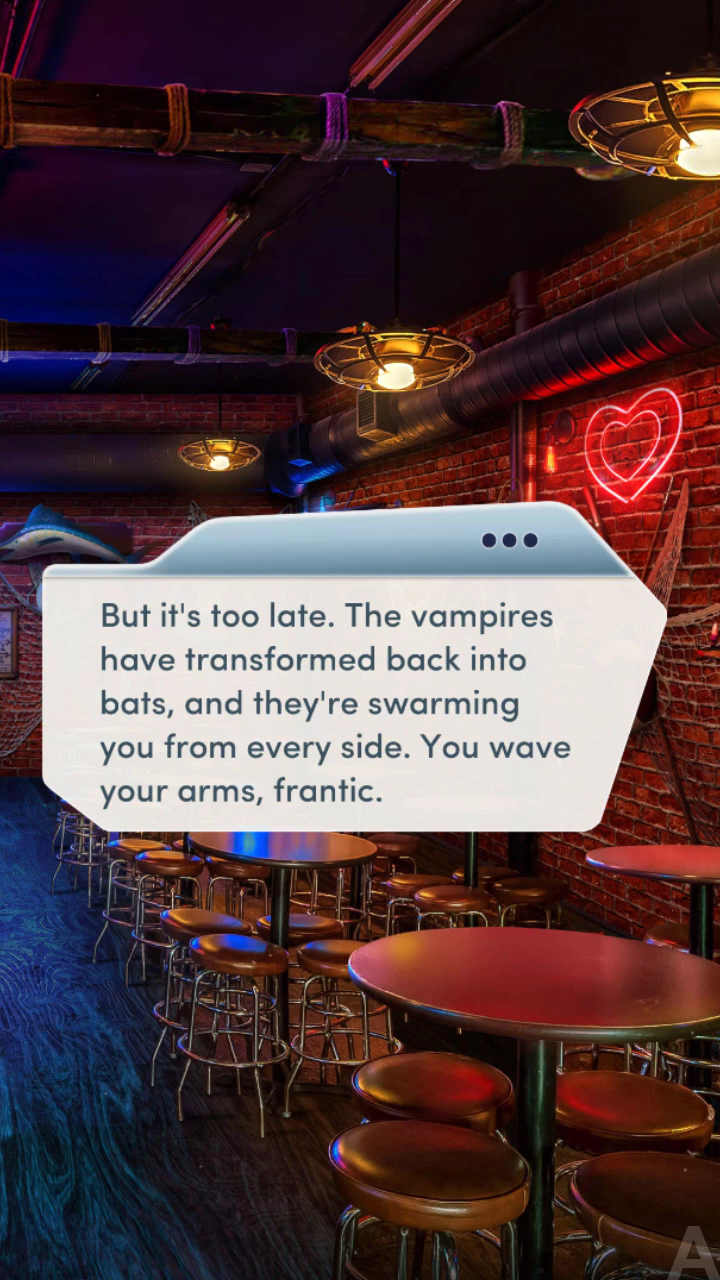 But it's too late. The vampires
have transformed back into
bats, and they're swarming
you from every side. You wave
your arms, frantic.
A